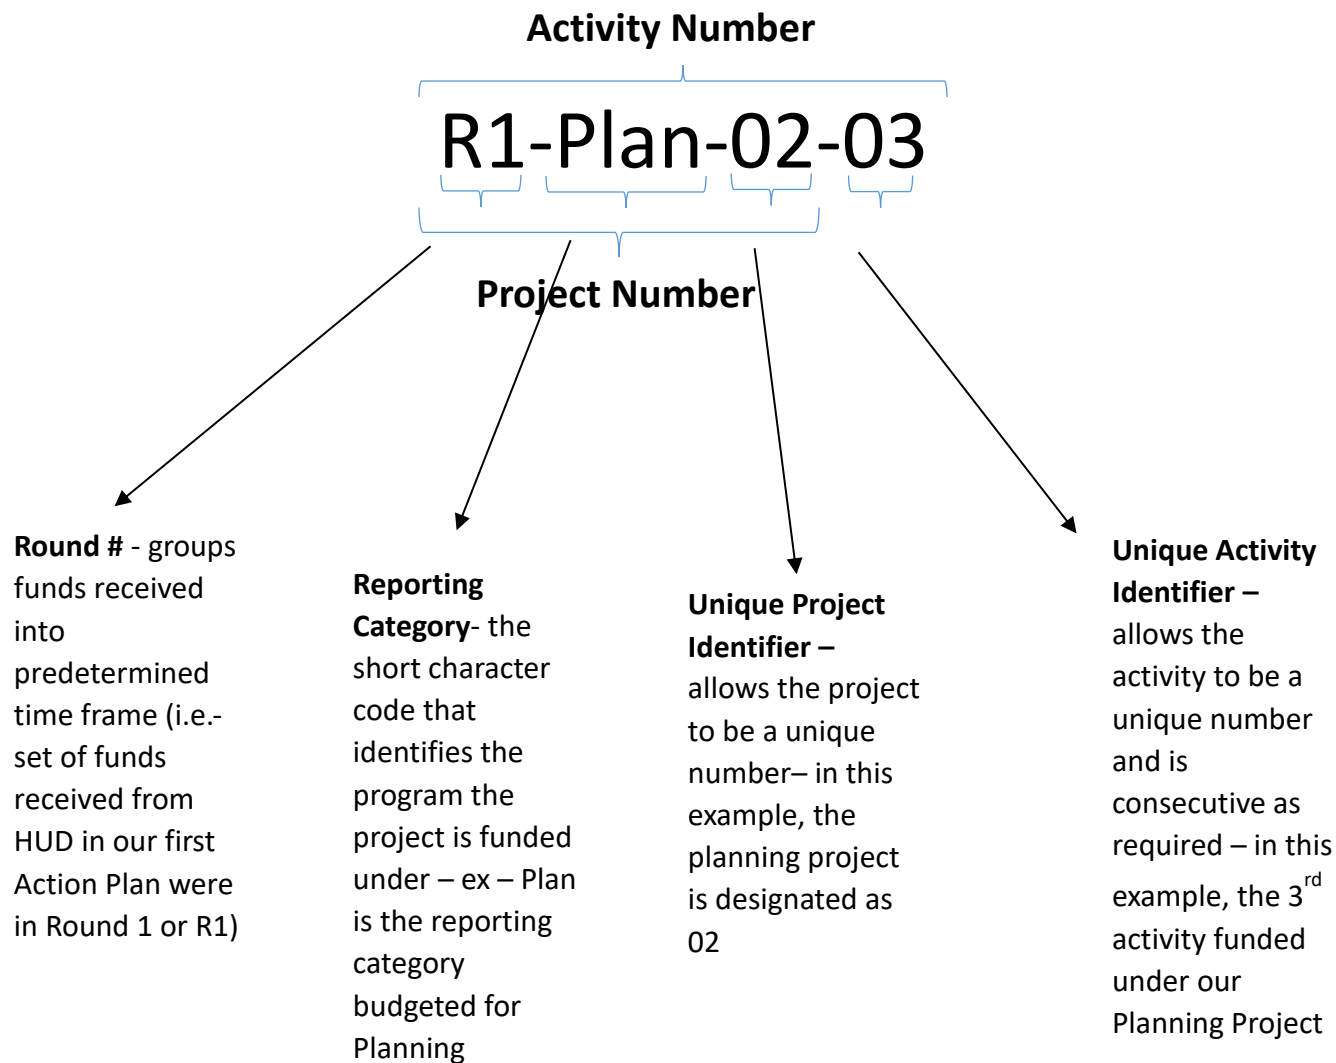 Activity Number
R1-Plan-02-03
Project Number
Round # - groups
funds received
into
predetermined
time frame (i.e.-
set of funds
received from
HUD in our first
Action Plan were
in Round 1 or R1)
Reporting
Category- the
short character
code that
identifies the
program the
project is funded
under – ex – Plan
is the reporting
category
budgeted for
Planning
Unique Project
Identifier –
allows the project
to be a unique
number– in this
example, the
planning project
is designated as
02
Unique Activity
Identifier –
allows the
activity to be a
unique number
and is
consecutive as
required – in this
example, the 3rd
activity funded
under our
Planning Project